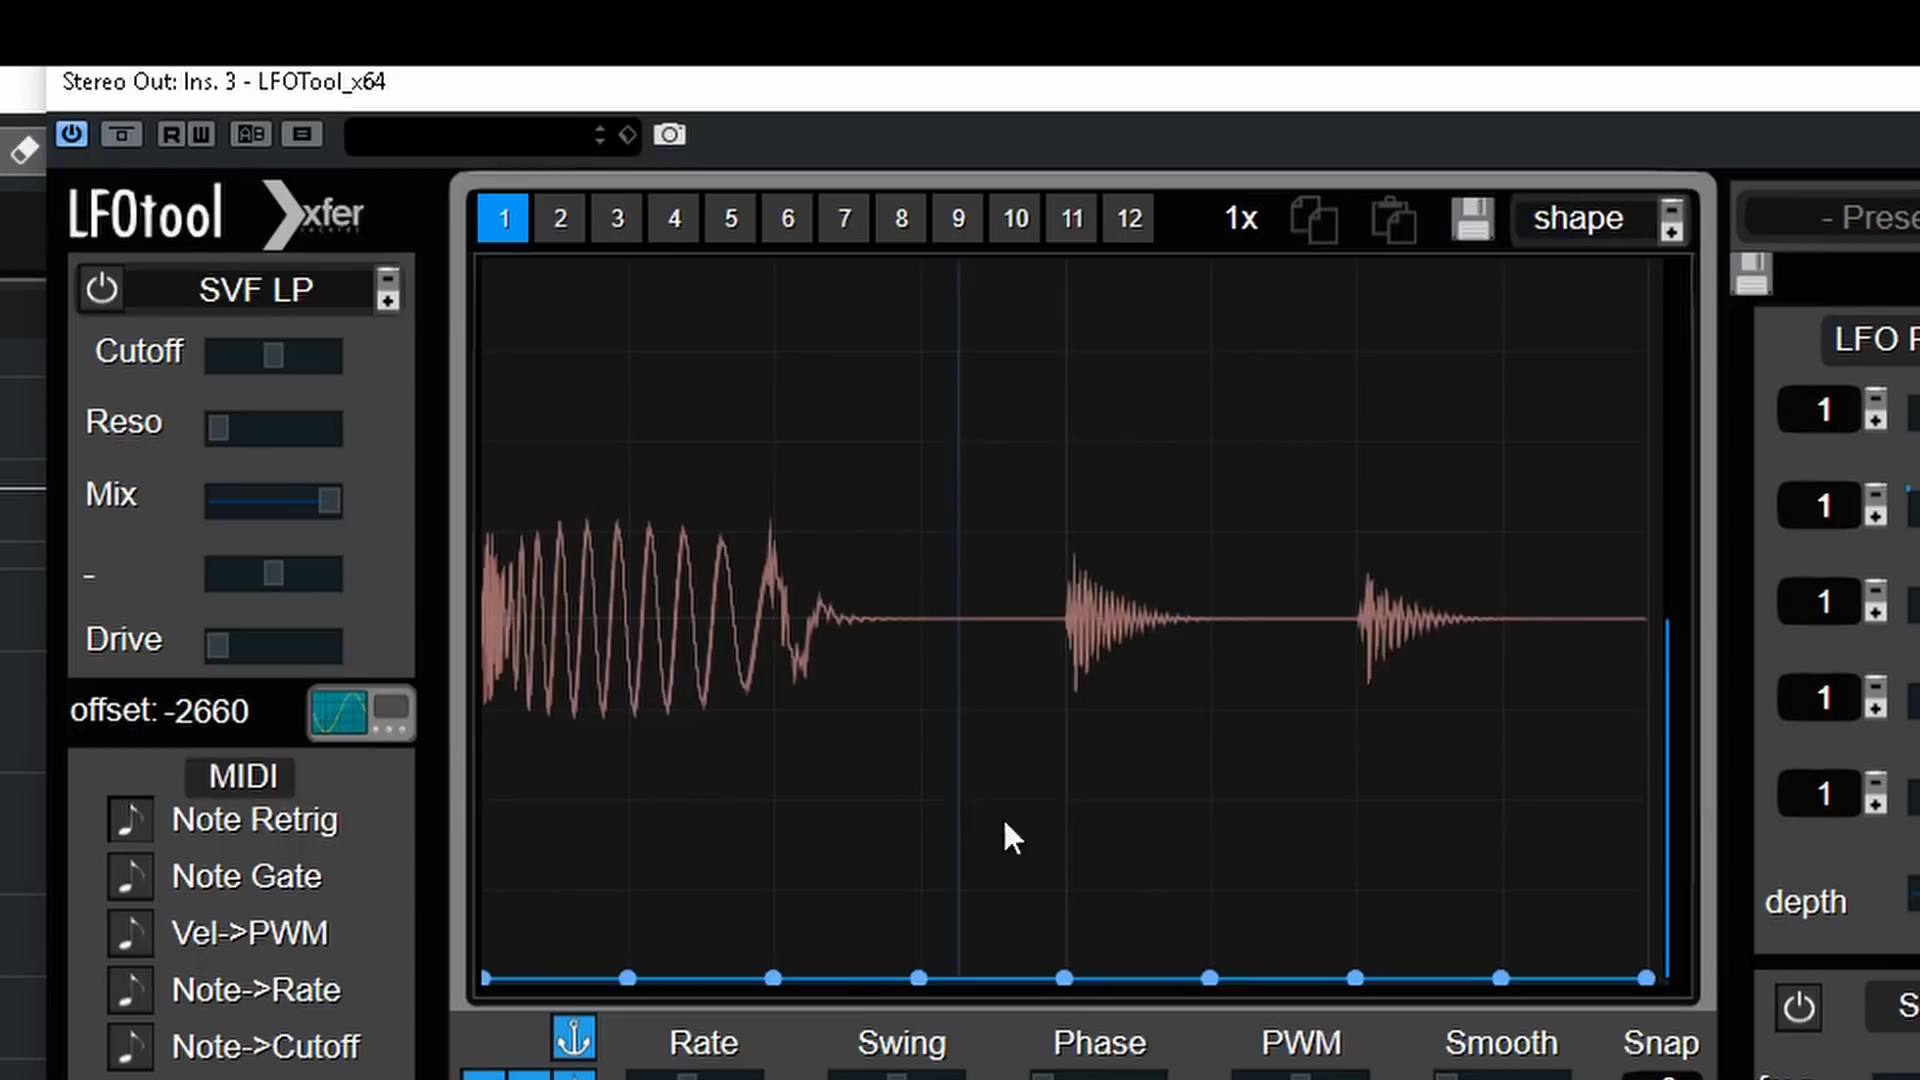 Stereo Out: Ins. 3 - LFOTool_x64
R W AB
LFOtool xfer
1 2 3 4 5 6 7 8 9 10 11 12 1x shape
- Prese
SVF LP
Cutoff
Reso
Mix
-
Drive
offset: -2660
MIDI
Note Retrig
Note Gate
Vel->PWM
Note->Rate
Note->Cutoff
Rate Swing Phase PWM Smooth Snap
LFO P
1
1
1
1
1
depth
S